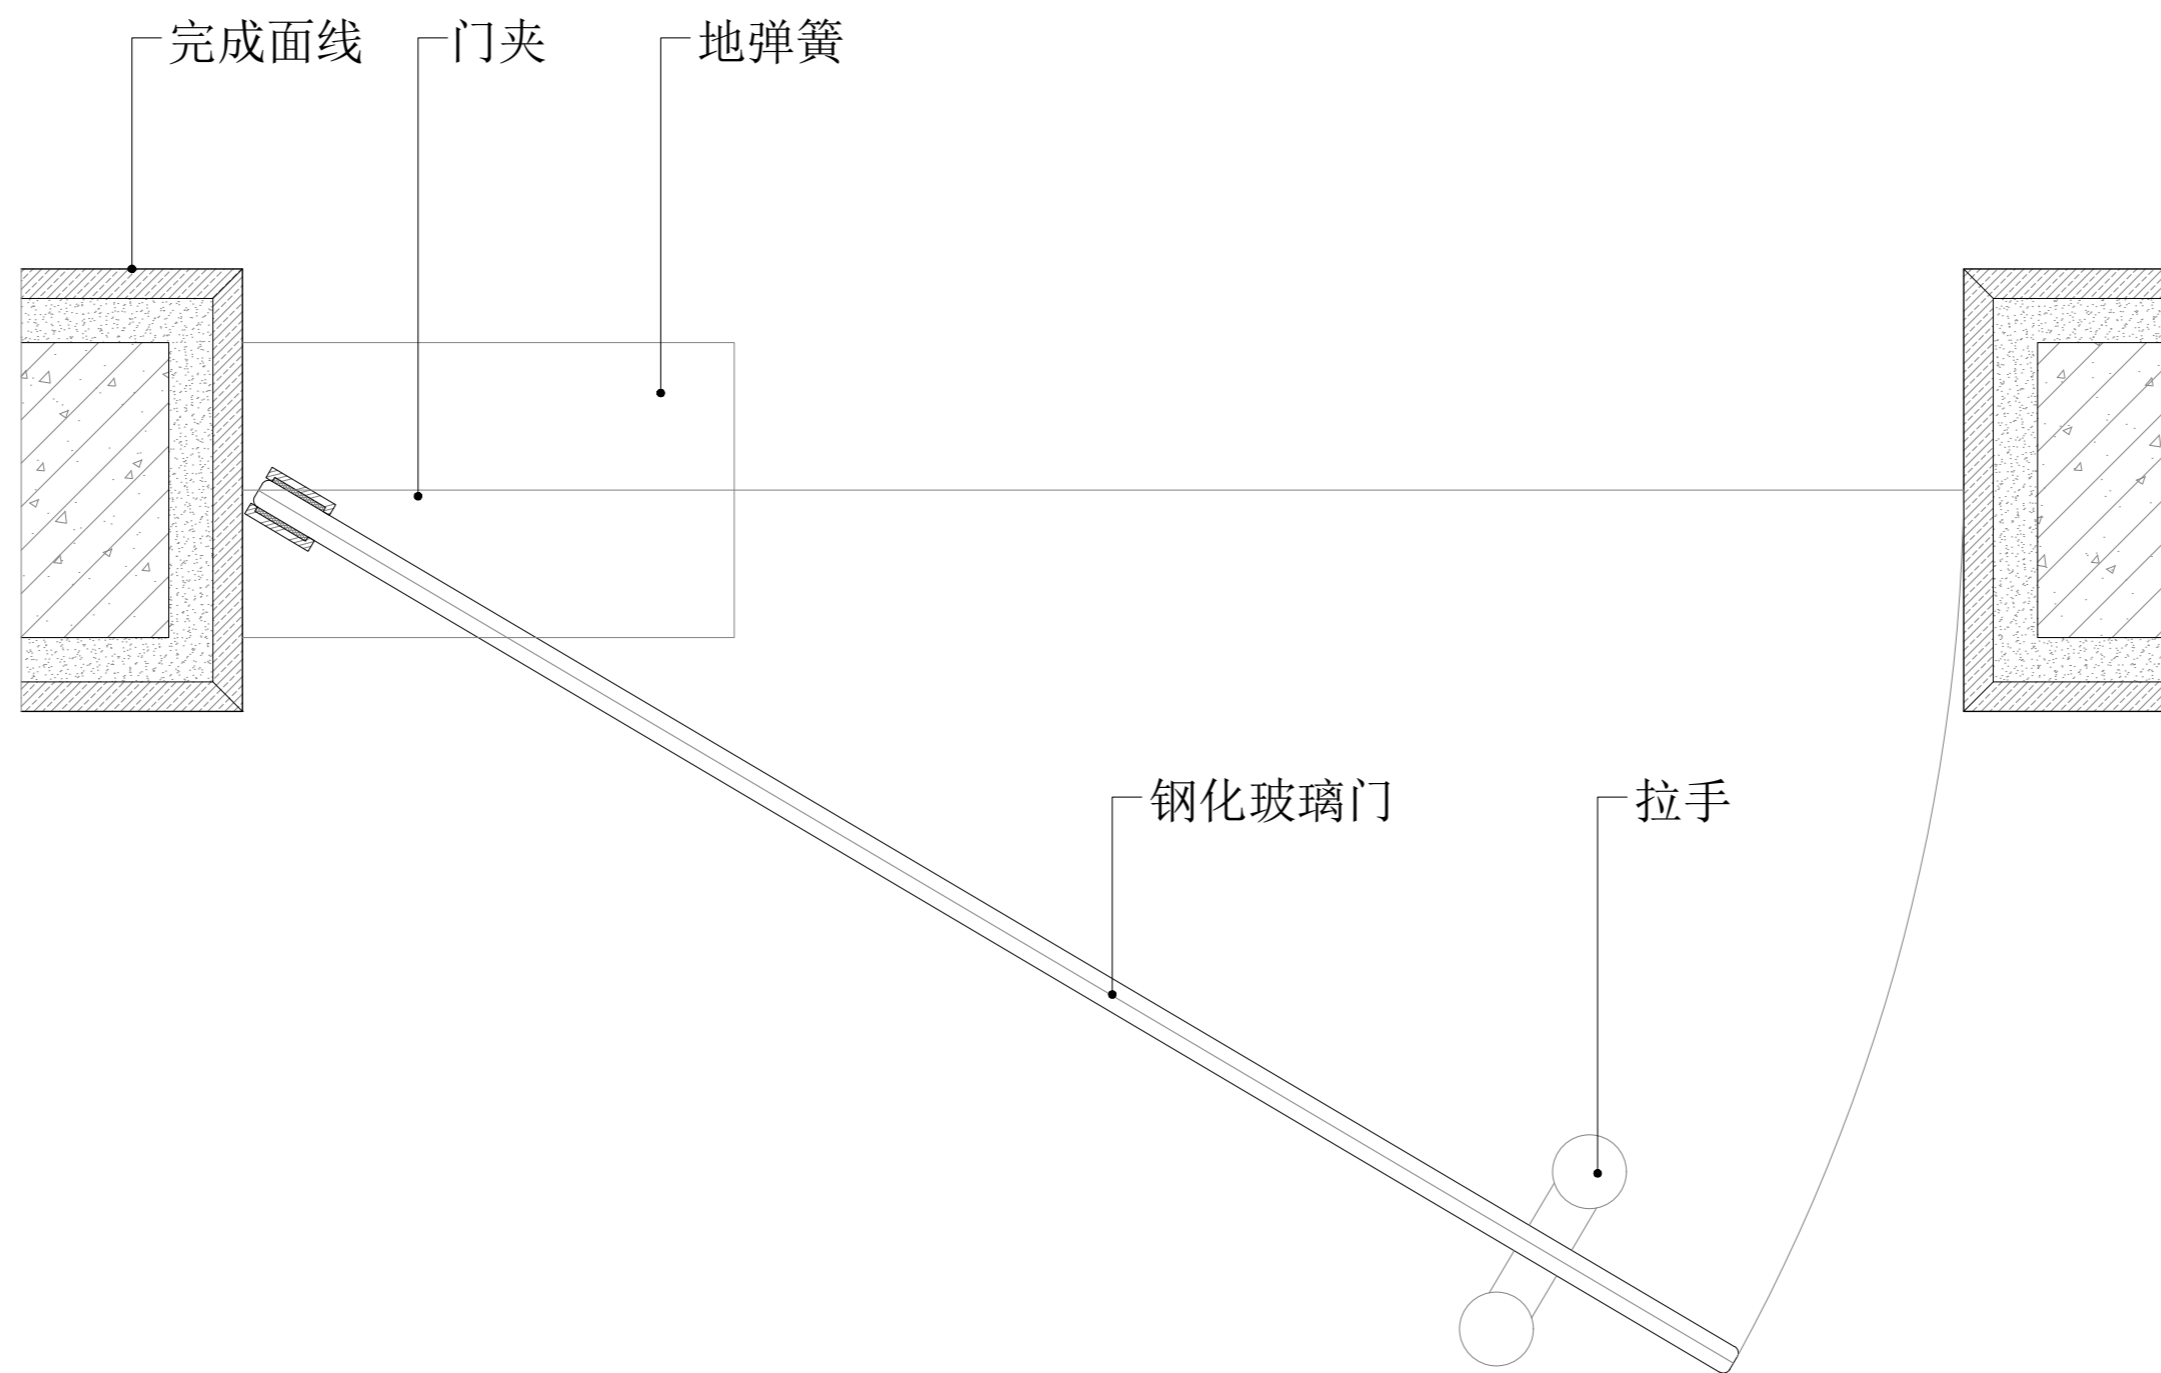 完成面线
门夹
地弹簧
钢化玻璃门
拉手